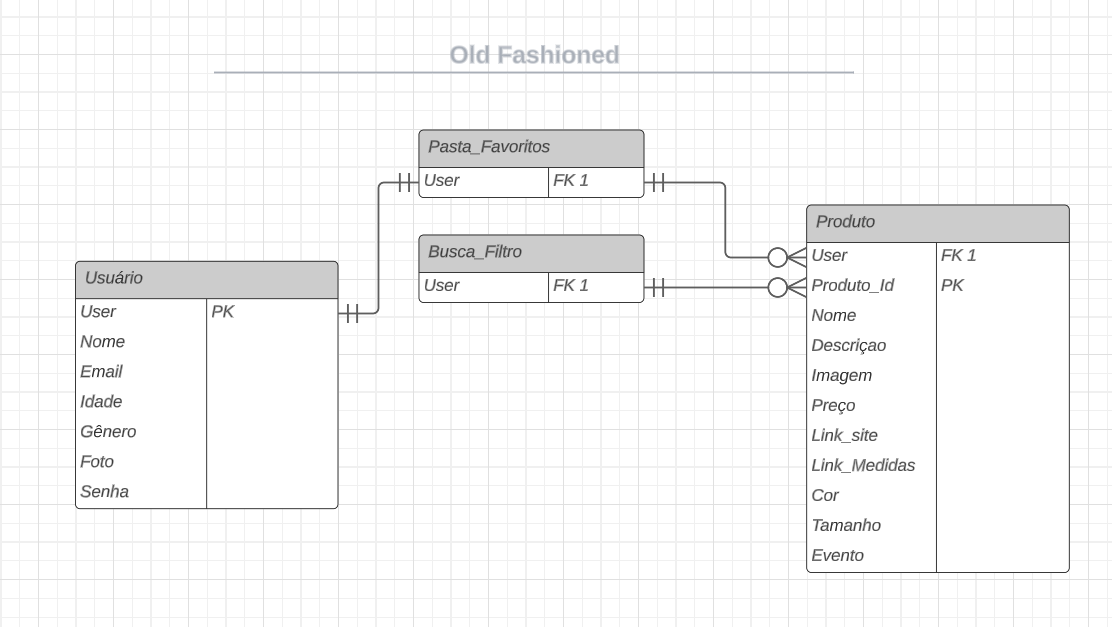 Old Fashioned
Pasta_Favoritos
User FK 1
Busca_Filtro
User FK 1
Usuário
User PK
Nome
Email
Idade
Gênero
Foto
Senha
Produto
User FK 1
Produto_Id PK
Nome
Descriçao
Imagem
Preço
Link_site
Link_Medidas
Cor
Tamanho
Evento